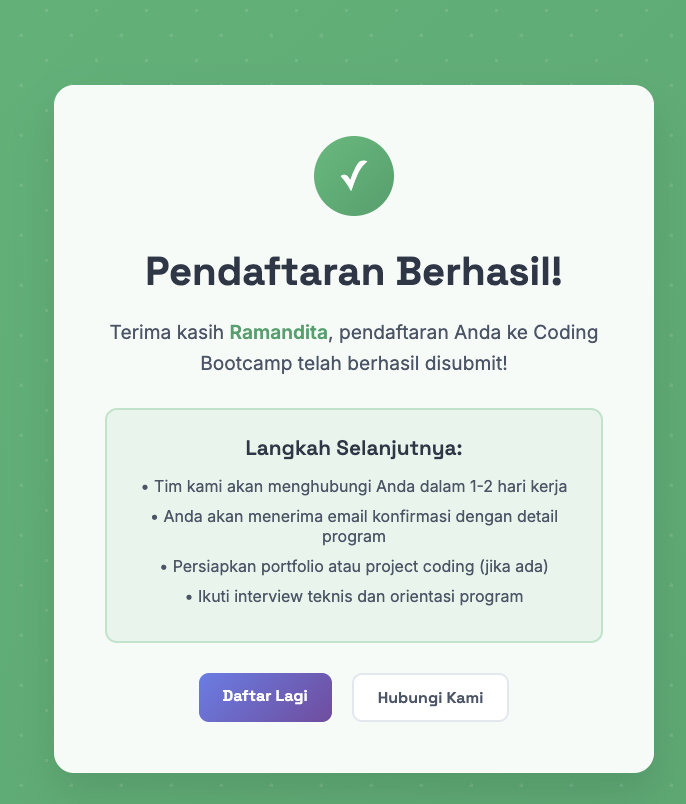 Pendaftaran Berhasil!
Terima kasih Ramandita, pendaftaran Anda ke Coding
Bootcamp telah berhasil disubmit!
Langkah Selanjutnya:
• Tim kami akan menghubungi Anda dalam 1-2 hari kerja
• Anda akan menerima email konfirmasi dengan detail
program
• Persiapkan portfolio atau project coding (jika ada)
• Ikuti interview teknis dan orientasi program
Daftar Lagi
Hubungi Kami